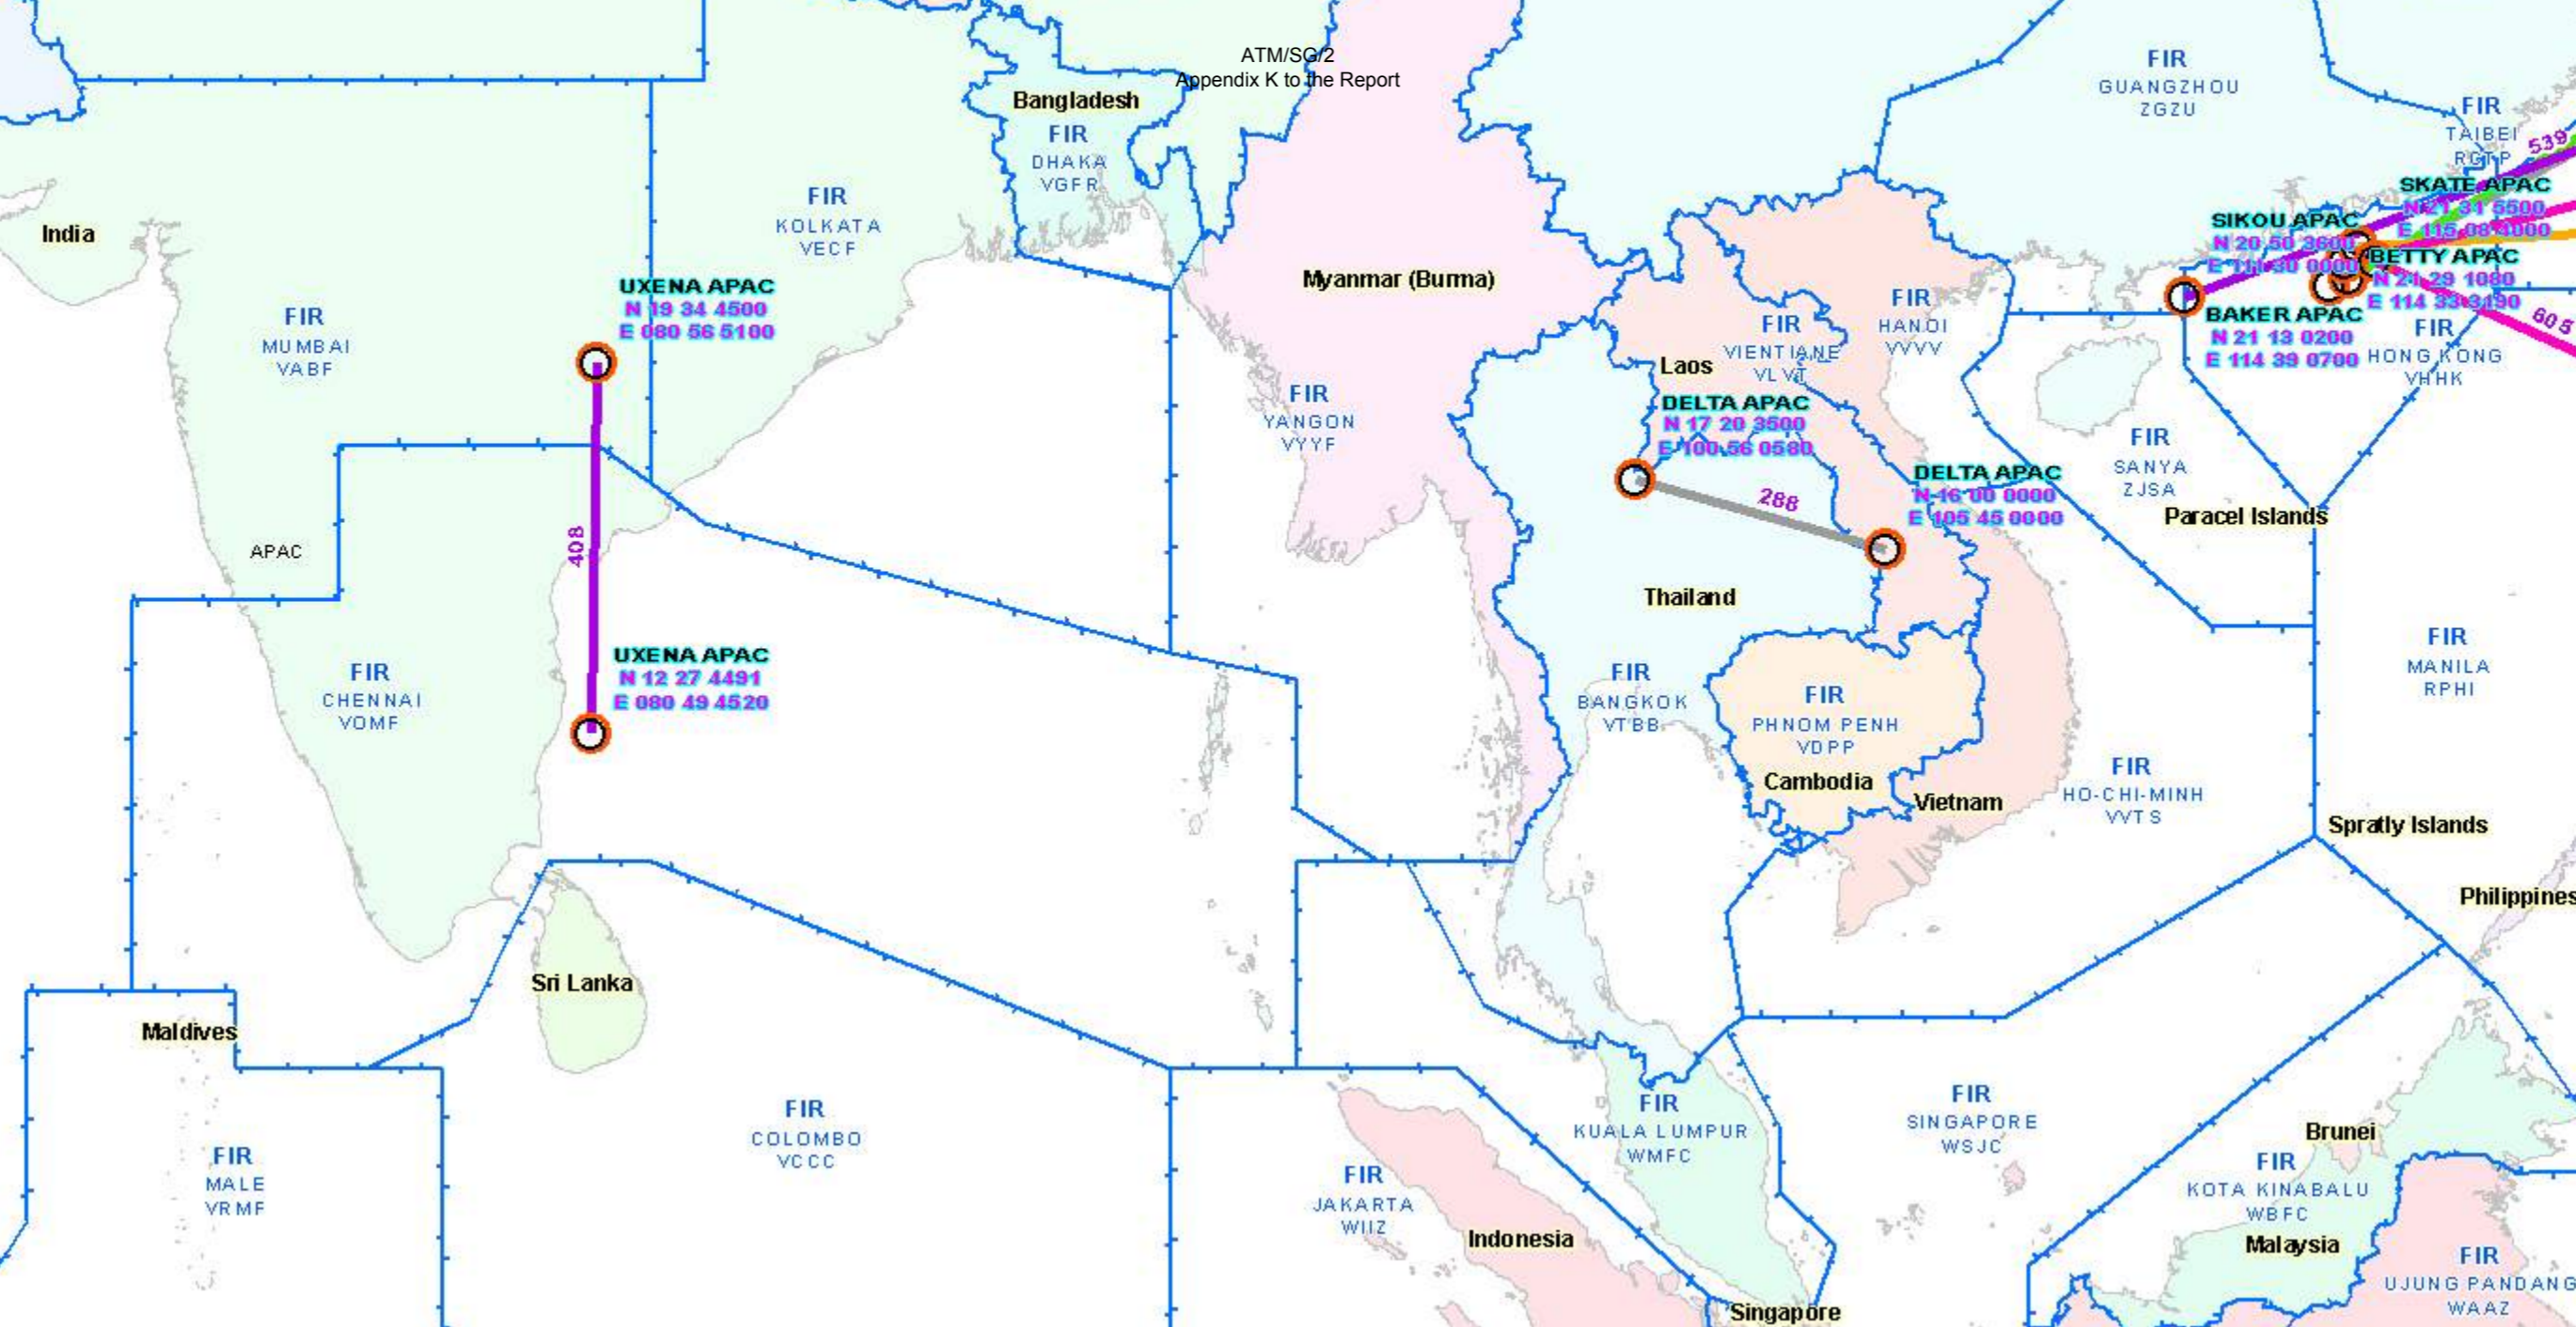 ATM/SG/2
Appendix K to the Report
FIR
GUANGZHOU
ZGZU
Bangladesh
FIR
DHAKA
VGFR
FIR
TAIBEI
RCTP
539
India
FIR
KOLKATA
VECF
SKATE APAC
N 21 31 5500
E 115 08 4000
SIKOU APAC
N 20 50 3600
E 111 30 0000
BETTY APAC
N 21 29 1080
E 114 33 3190
Myanmar (Burma)
UXENA APAC
N 19 34 4500
E 080 56 5100
FIR
MUMBAI
VABF
FIR
HANOI
VVVV
FIR
VIENTIANE
VLVT
Laos
BAKER APAC
N 21 13 0200
E 114 39 0700
FIR
HONG KONG
VHHK
605
FIR
YANGON
VYYF
DELTA APAC
N 17 20 3500
E 100 56 0580
FIR
SANYA
ZJSA
DELTA APAC
N 16 00 0000
E 105 45 0000
288
Paracel Islands
APAC
408
Thailand
FIR
MANILA
RPHI
UXENA APAC
N 12 27 4491
E 080 49 4520
FIR
CHENNAI
VOMF
FIR
BANGKOK
VTBB
FIR
PHNOM PENH
VDPP
Cambodia
Vietnam
FIR
HO-CHI-MINH
VVTS
Spratly Islands
Philippines
Sri Lanka
Maldives
FIR
COLOMBO
VCCC
FIR
MALE
VRMF
FIR
KUALA LUMPUR
WMFC
FIR
SINGAPORE
WSJC
Brunei
FIR
KOTA KINABALU
WBFC
Malaysia
FIR
JAKARTA
WIIZ
Indonesia
FIR
UJUNG PANDANG
WAAZ
Singapore